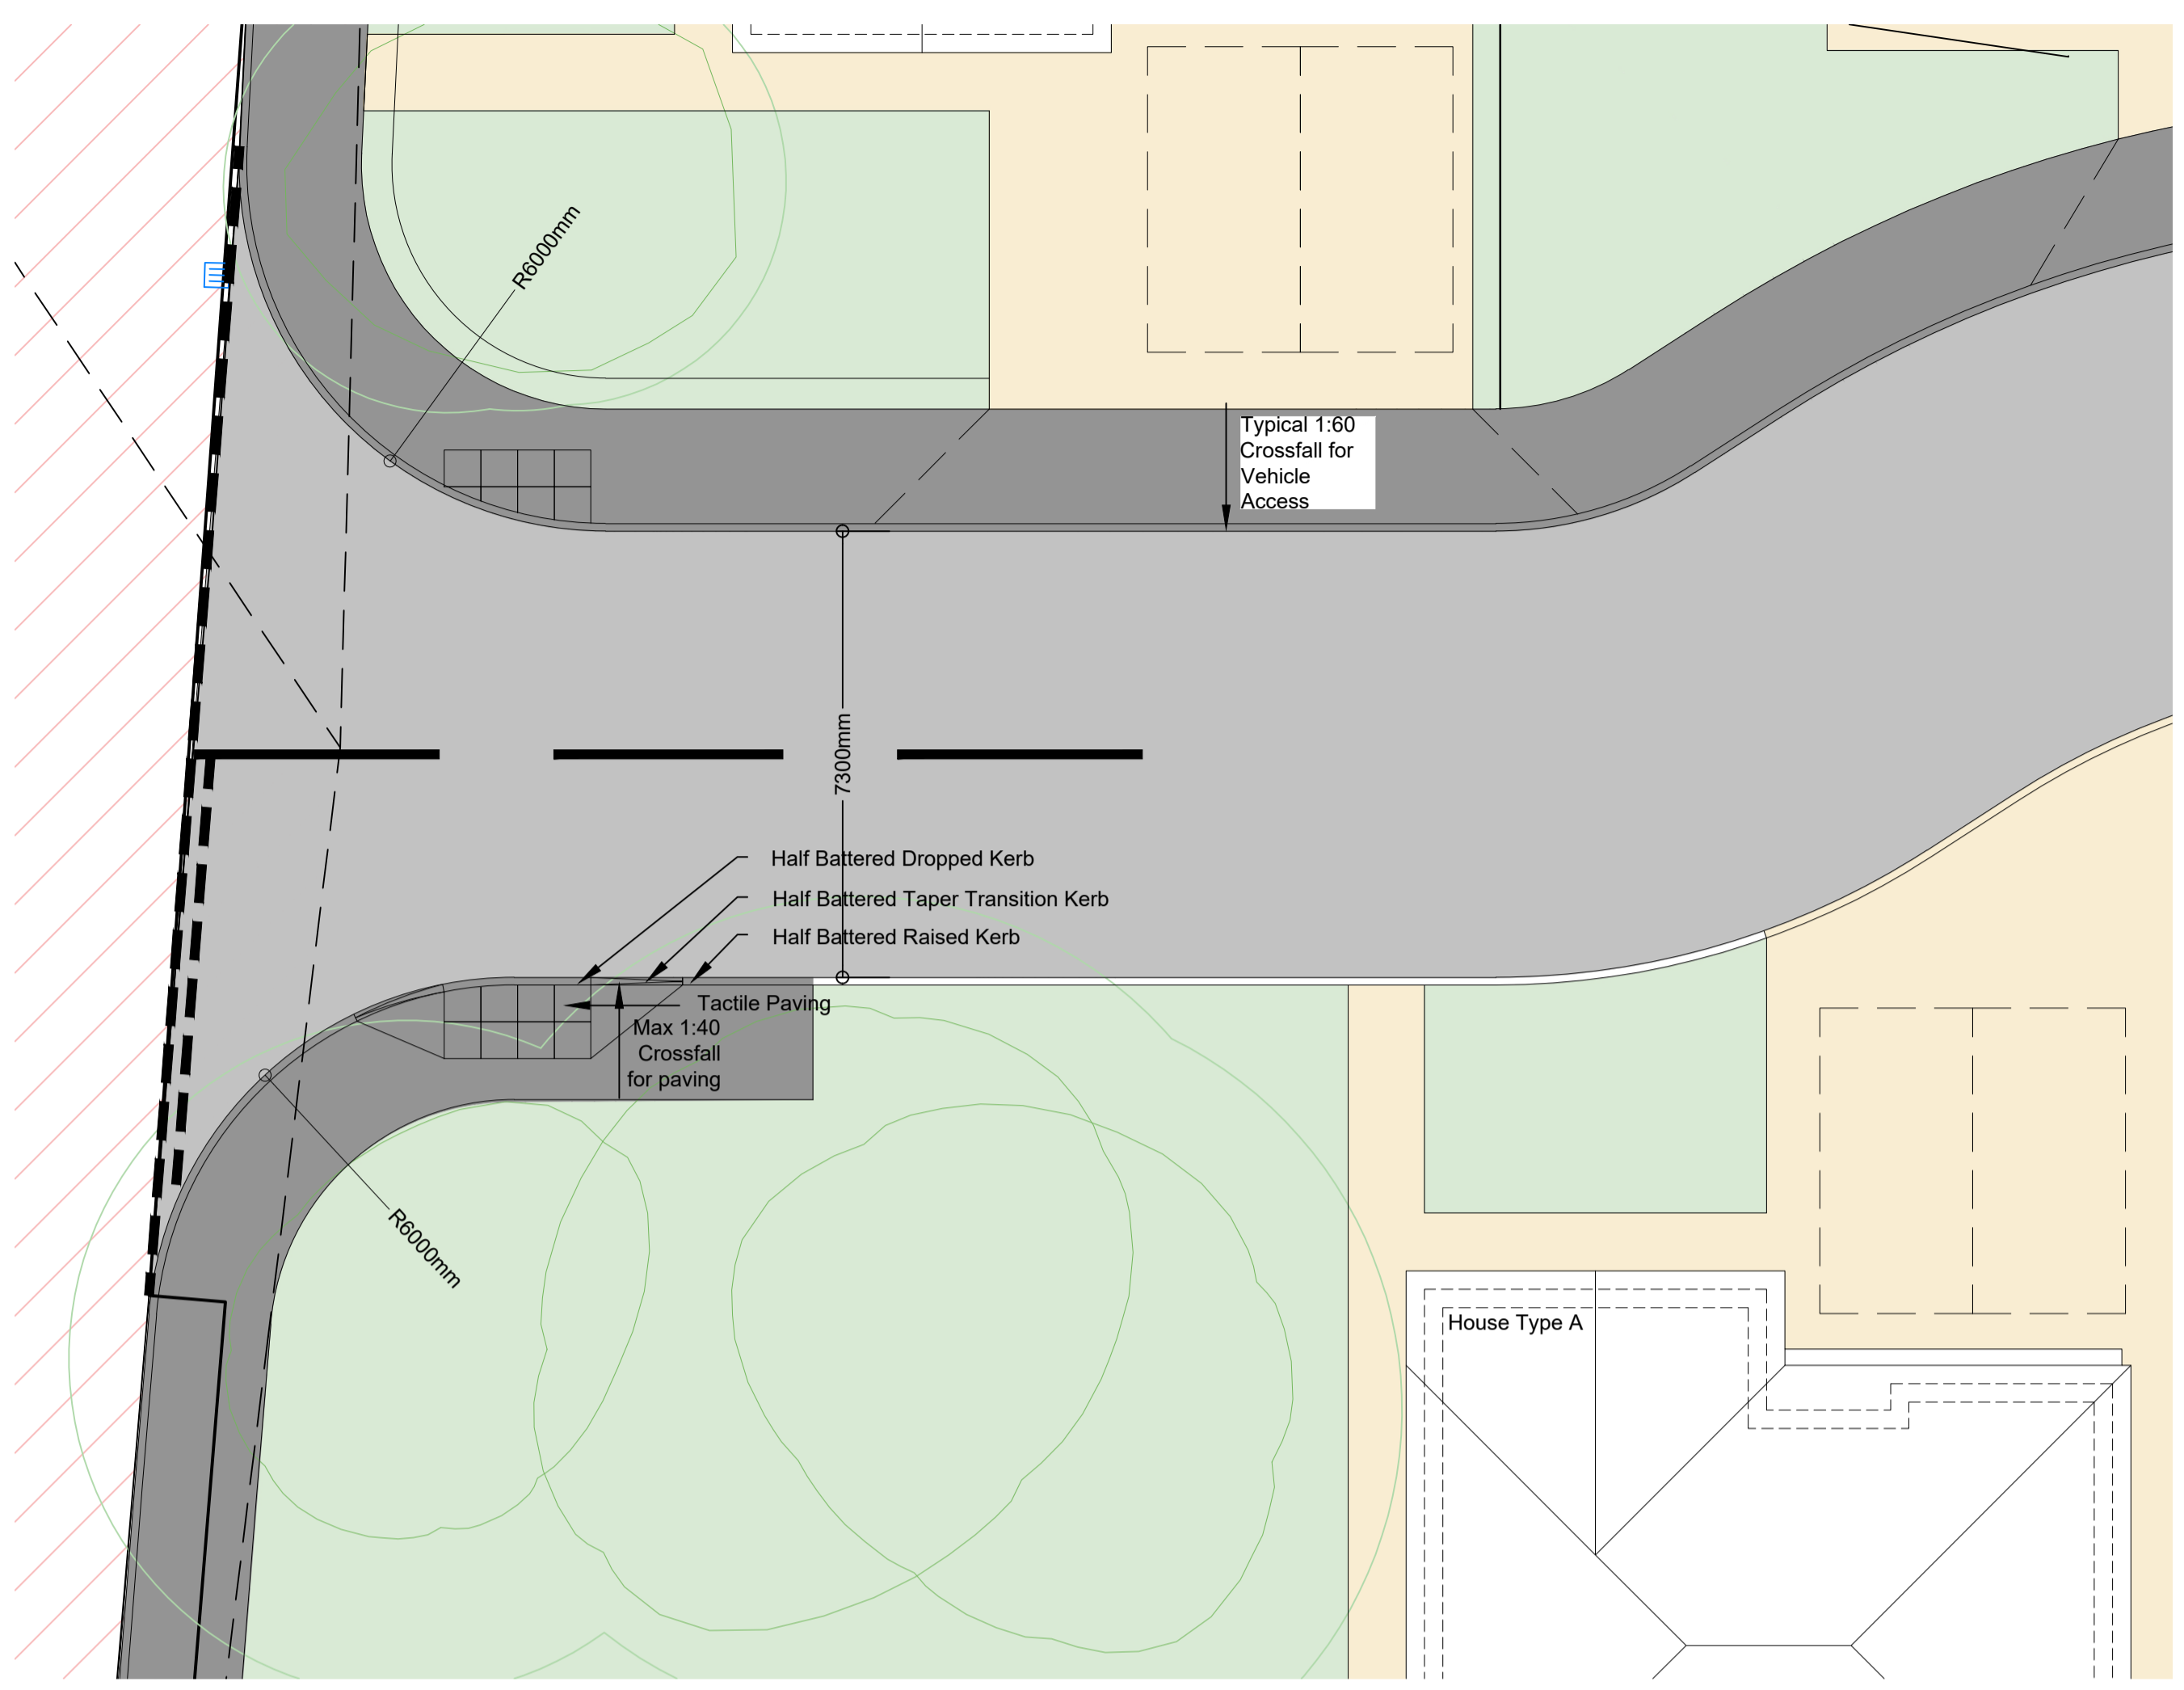 R6000mm
Typical 1:60
Crossfall for
Vehicle
Access
7300mm
Half Battered Dropped Kerb
Half Battered Taper Transition Kerb
Half Battered Raised Kerb
Tactile Paving
Max 1:40
Crossfall
for paving
R6000mm
House Type A